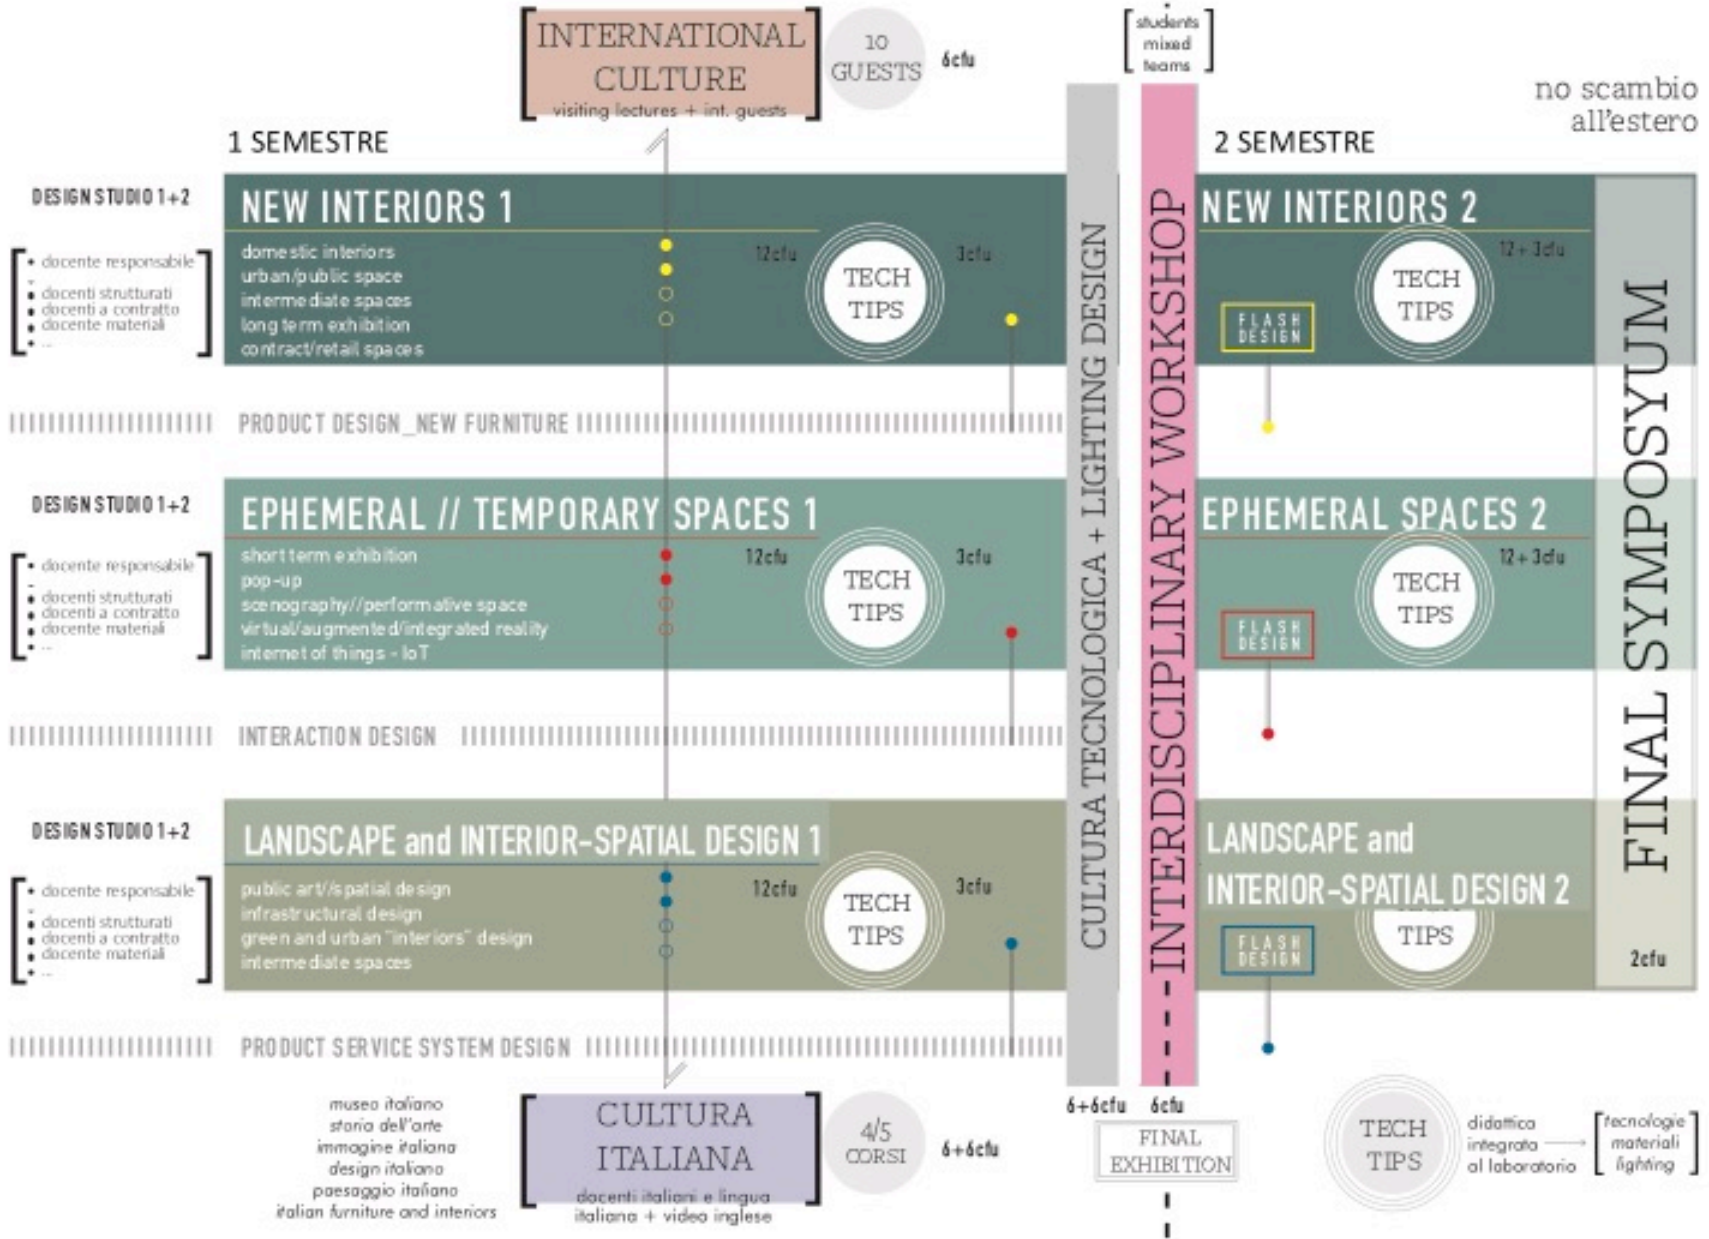 INTERNATIONAL
CULTURE
visiting lectures + int. guests
10
GUESTS
6cfu
students
mixed
teams
no scambio
all'estero
1 SEMESTRE
2 SEMESTRE
DESIGN STUDIO 1+2
docente responsabile
docenti strutturati
docenti a contratto
docente materiali
...
NEW INTERIORS 1
domestic interiors
urban/public space
intermediate spaces
long term exhibition
contract/retail spaces
12cfu
TECH
TIPS
3cfu
NEW INTERIORS 2
FLASH
DESIGN
TECH
TIPS
12+3cfu
PRODUCT DESIGN_NEW FURNITURE
DESIGN STUDIO 1+2
docente responsabile
docenti strutturati
docenti a contratto
docente materiali
...
EPHEMERAL // TEMPORARY SPACES 1
short term exhibition
pop-up
scenography//performative space
virtual/augmented/integrated reality
internet of things - IoT
12cfu
TECH
TIPS
3cfu
EPHEMERAL SPACES 2
FLASH
DESIGN
TECH
TIPS
12+3cfu
INTERACTION DESIGN
DESIGN STUDIO 1+2
docente responsabile
docenti strutturati
docenti a contratto
docente materiali
...
LANDSCAPE and INTERIOR-SPATIAL DESIGN 1
public art//spatial design
infrastructural design
green and urban "interiors" design
intermediate spaces
12cfu
TECH
TIPS
3cfu
LANDSCAPE and
INTERIOR-SPATIAL DESIGN 2
FLASH
DESIGN
TIPS
PRODUCT SERVICE SYSTEM DESIGN
CULTURA TECNOLOGICA + LIGHTING DESIGN
6+6cfu
INTERDISCIPLINARY WORKSHOP
6cfu
FINAL SYMPOSYUM
2cfu
museo italiano
storia dell'arte
immagine italiana
design italiano
paesaggio italiano
italian furniture and interiors
CULTURA
ITALIANA
docenti italiani e lingua
italiana + video inglese
4/5
CORSI
6+6cfu
FINAL
EXHIBITION
TECH
TIPS
didattica
integrata
al laboratorio
tecnologie
materiali
lighting